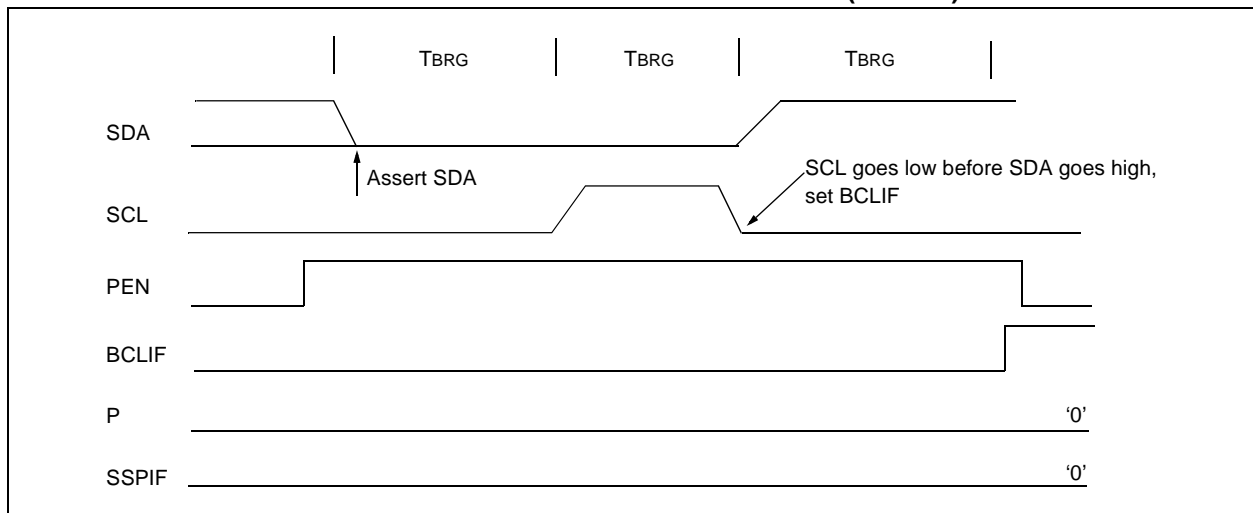 TBRG TBRG TBRG
SDA
Assert SDA
SCL goes low before SDA goes high,
set BCLIF
SCL
PEN
BCLIF
P
‘0’
SSPIF
‘0’